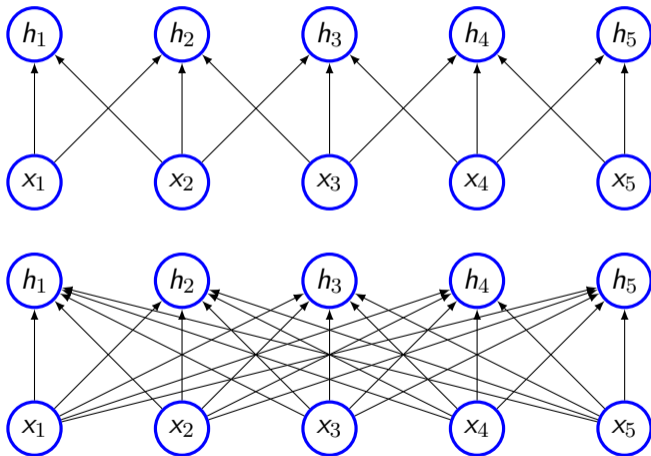 h₁ h₂ h₃ h₄ h₅
x₁ x₂ x₃ x₄ x₅
h₁ h₂ h₃ h₄ h₅
x₁ x₂ x₃ x₄ x₅